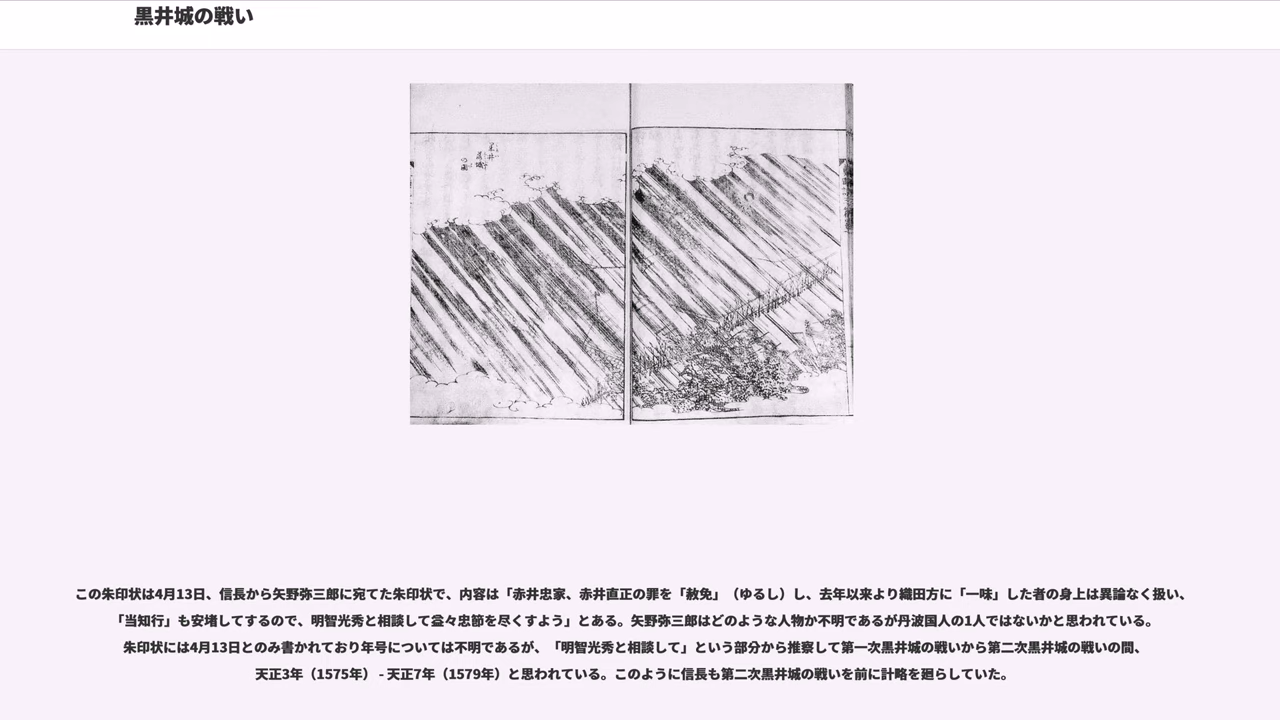 黒井城の戦い
この朱印状は4月13日、信長から矢野弥三郎に宛てた朱印状で、内容は「赤井忠家、赤井直正の罪を「赦免」（ゆるし）し、去年以来より織田方に「一味」した者の身上は異論なく扱い、
「当知行」も安堵してするので、明智光秀と相談して益々忠節を尽くすよう」とある。矢野弥三郎はどのような人物か不明であるが丹波国人の1人ではないかと思われている。
朱印状には4月13日とのみ書かれており年号については不明であるが、「明智光秀と相談して」という部分から推察して第一次黒井城の戦いから第二次黒井城の戦いの間、
天正3年（1575年） - 天正7年（1579年）と思われている。このように信長も第二次黒井城の戦いを前に計略を廻らしていた。